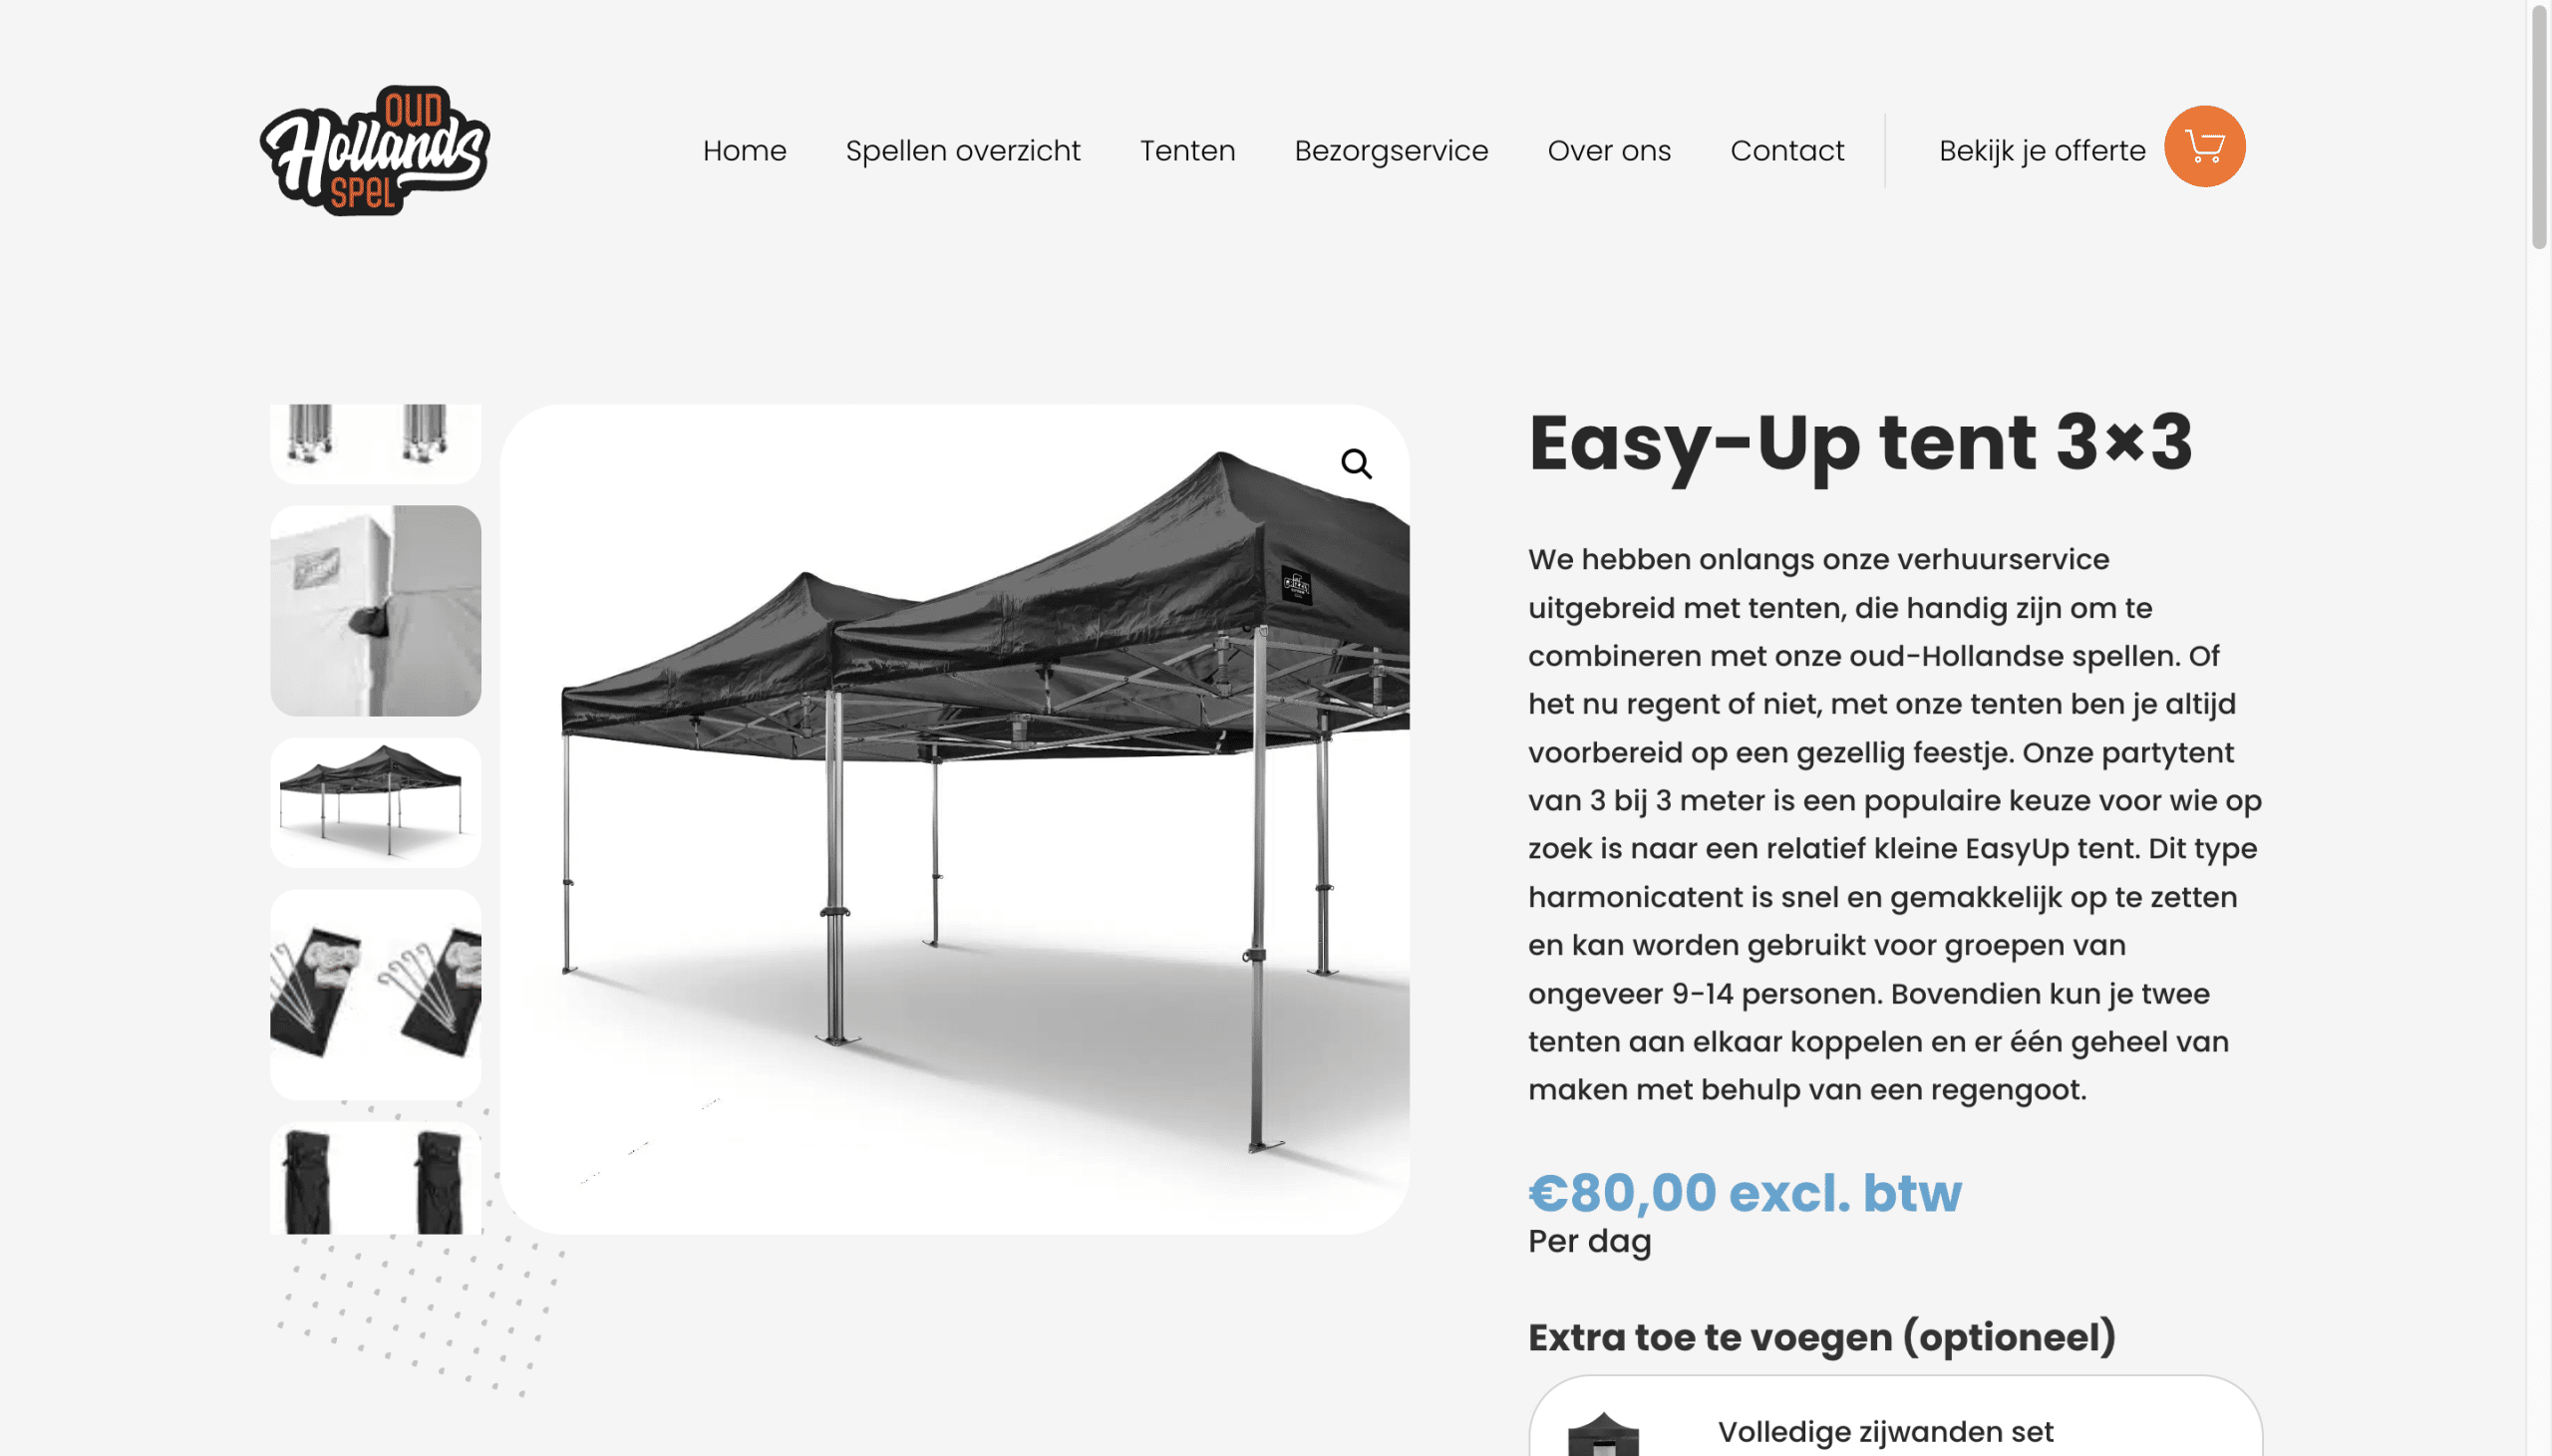 OUD
Hollands
SPEL
Home
Spellen overzicht
Tenten
Bezorgservice
Over ons
Contact
Bekijk je offerte
Easy-Up tent 3×3
We hebben onlangs onze verhuurservice
uitgebreid met tenten, die handig zijn om te
combineren met onze oud-Hollandse spellen. Of
het nu regent of niet, met onze tenten ben je altijd
voorbereid op een gezellig feestje. Onze partytent
van 3 bij 3 meter is een populaire keuze voor wie op
zoek is naar een relatief kleine EasyUp tent. Dit type
harmonicatent is snel en gemakkelijk op te zetten
en kan worden gebruikt voor groepen van
ongeveer 9-14 personen. Bovendien kun je twee
tenten aan elkaar koppelen en er één geheel van
maken met behulp van een regengoot.
€80,00 excl. btw
Per dag
Extra toe te voegen (optioneel)
Volledige zijwanden set